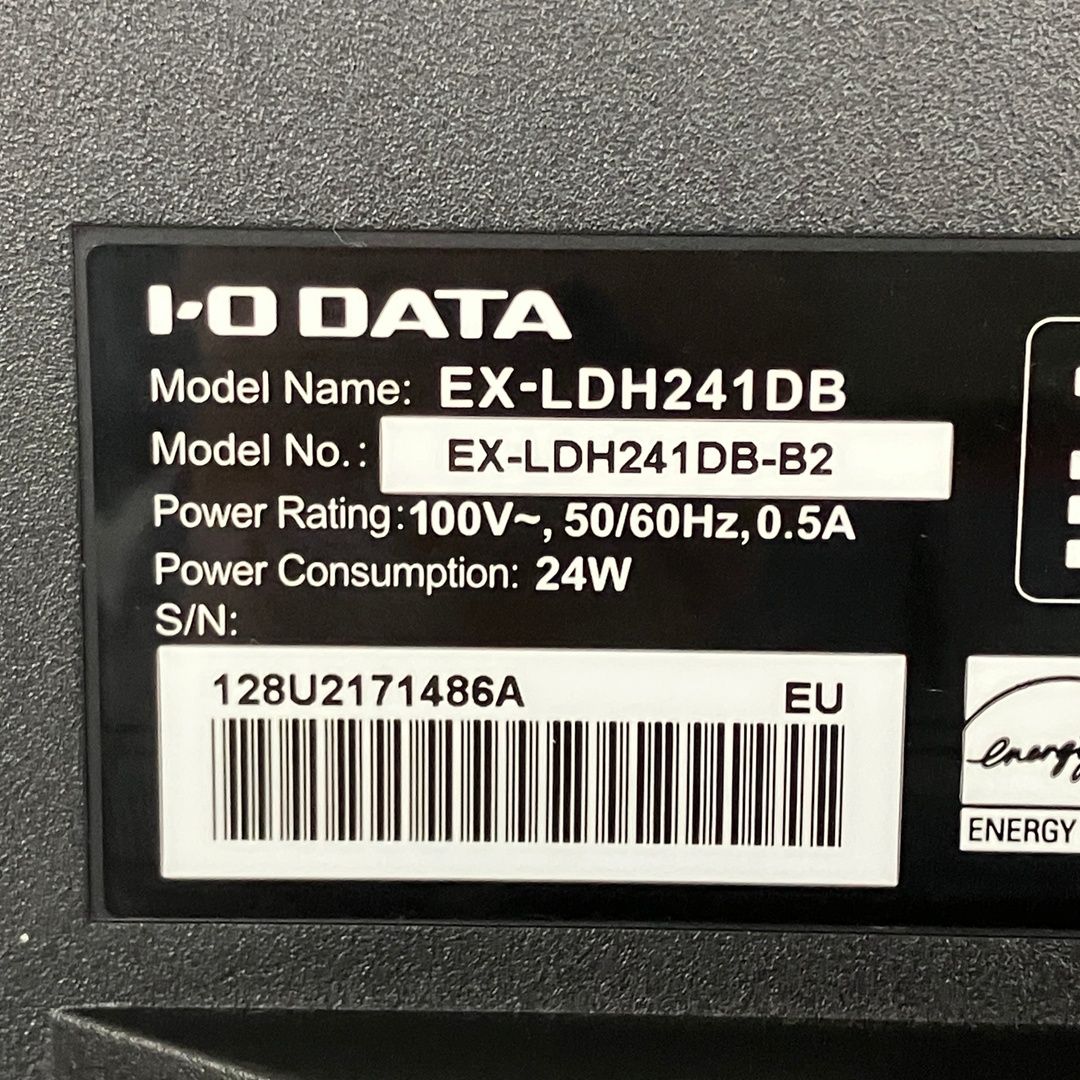 I-O DATA
Model Name: EX-LDH241DB
Model No.: EX-LDH241DB-B2
Power Rating:100V~, 50/60Hz, 0.5A
Power Consumption: 24W
S/N:
128U2171486A EU
energy
ENERGY